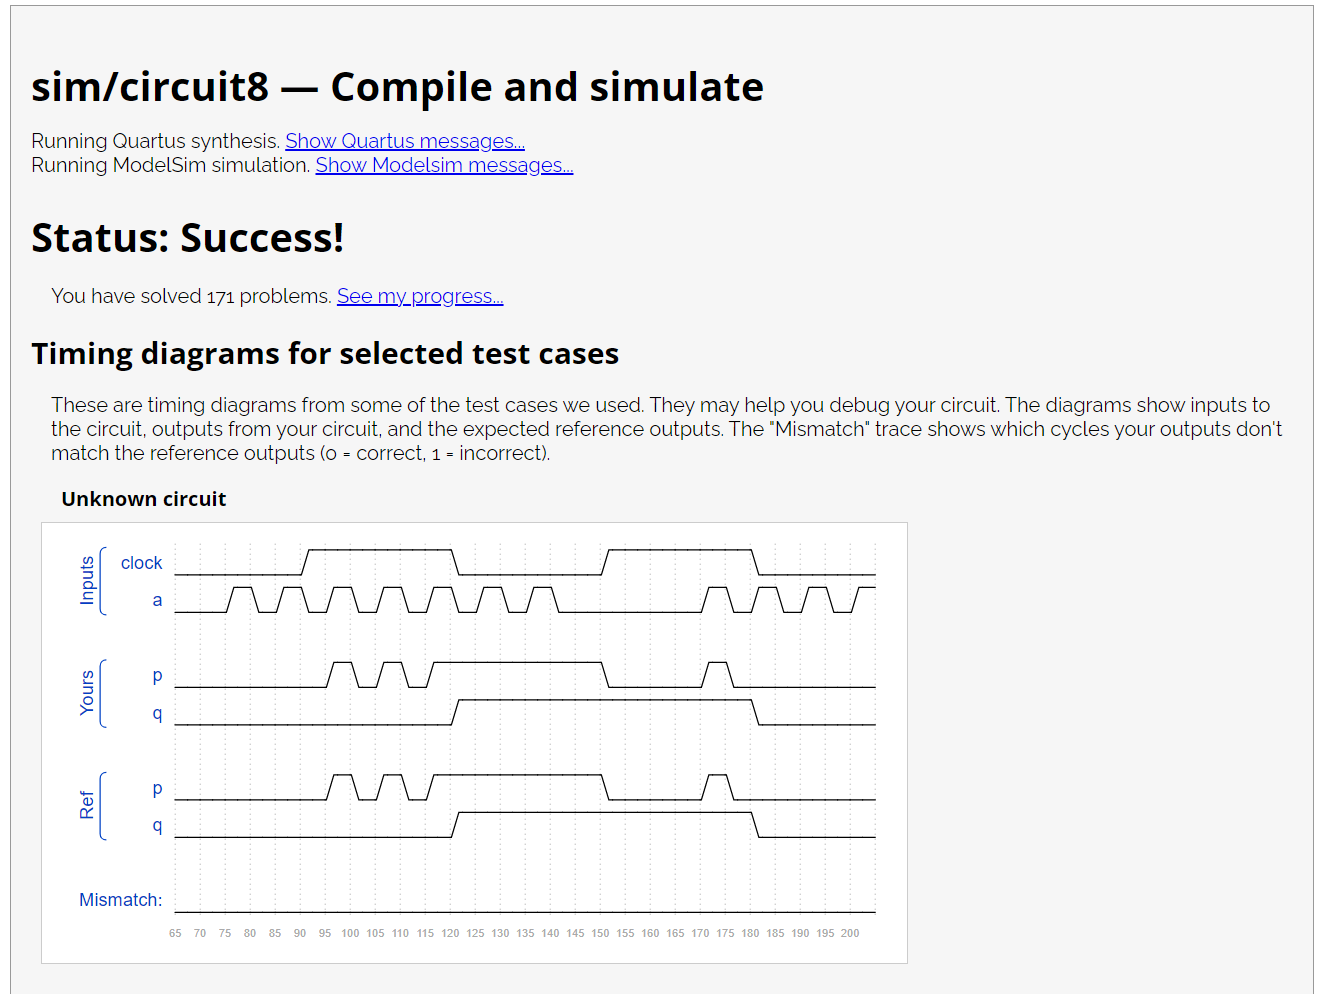 sim/circuit8 — Compile and simulate
Running Quartus synthesis. Show Quartus messages...
Running ModelSim simulation. Show Modelsim messages...
Status: Success!
You have solved 171 problems. See my progress...
Timing diagrams for selected test cases
These are timing diagrams from some of the test cases we used. They may help you debug your circuit. The diagrams show inputs to
the circuit, outputs from your circuit, and the expected reference outputs. The "Mismatch" trace shows which cycles your outputs don't
match the reference outputs (0 = correct, 1 = incorrect).
Unknown circuit
Inputs
clock
a
Yours
p
q
Ref
p
q
Mismatch:
65 70 75 80 85 90 95 100 105 110 115 120 125 130 135 140 145 150 155 160 165 170 175 180 185 190 195 200